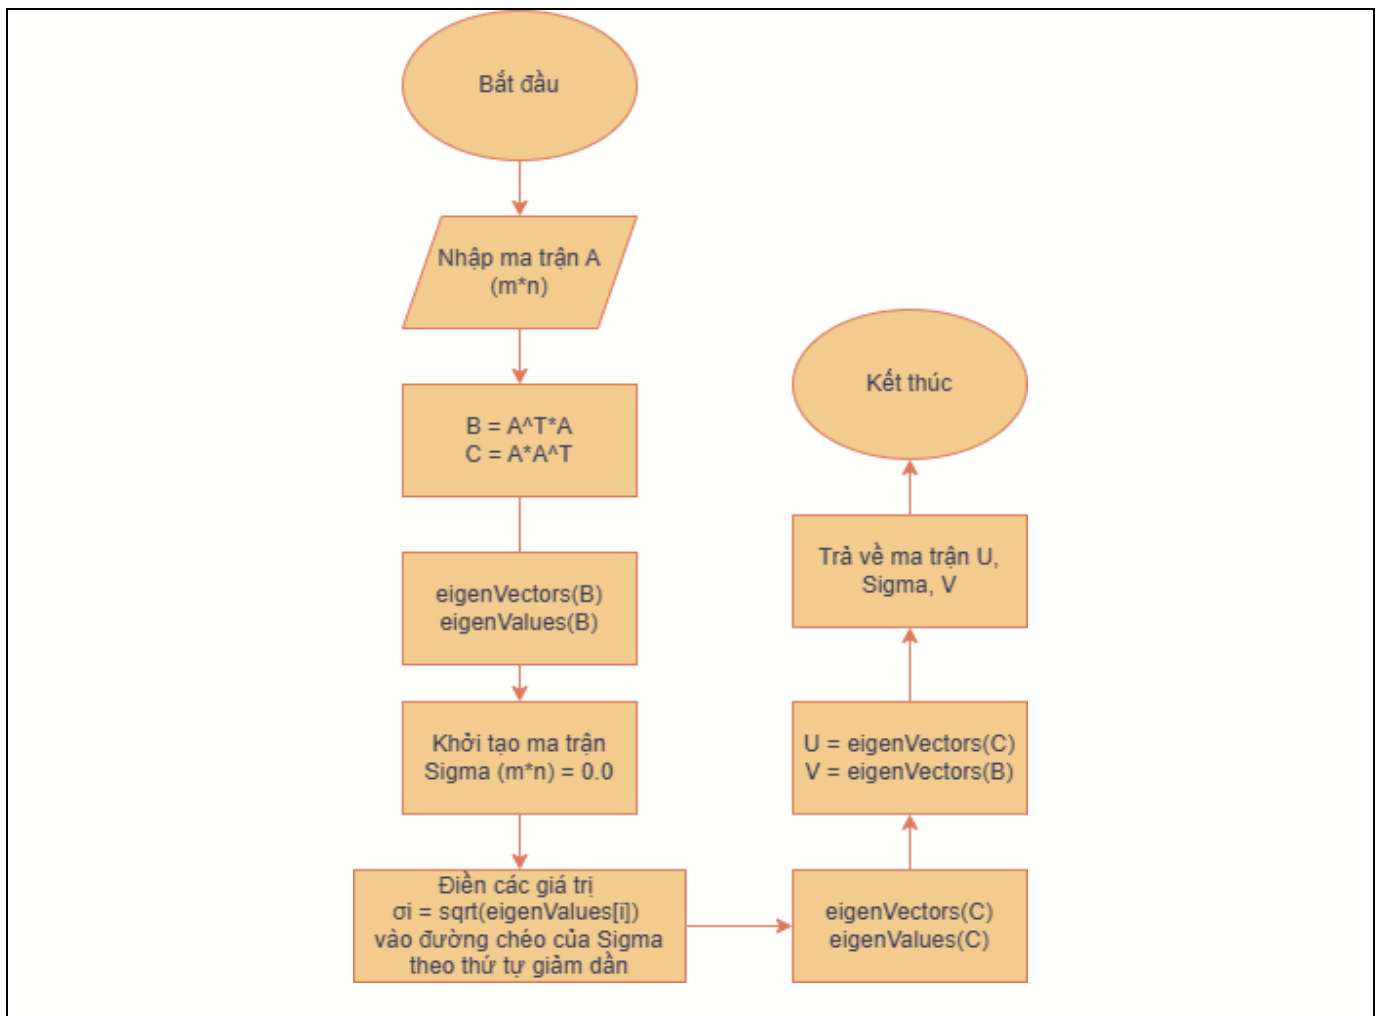 Bắt đầu
Nhập ma trận A
(m*n)
B = A^T*A
C = A*A^T
eigenVectors(B)
eigenValues(B)
Khởi tạo ma trận
Sigma (m*n) = 0.0
Điền các giá trị
σi = sqrt(eigenValues[i])
vào đường chéo của Sigma
theo thứ tự giảm dần
eigenVectors(C)
eigenValues(C)
U = eigenVectors(C)
V = eigenVectors(B)
Trả về ma trận U,
Sigma, V
Kết thúc